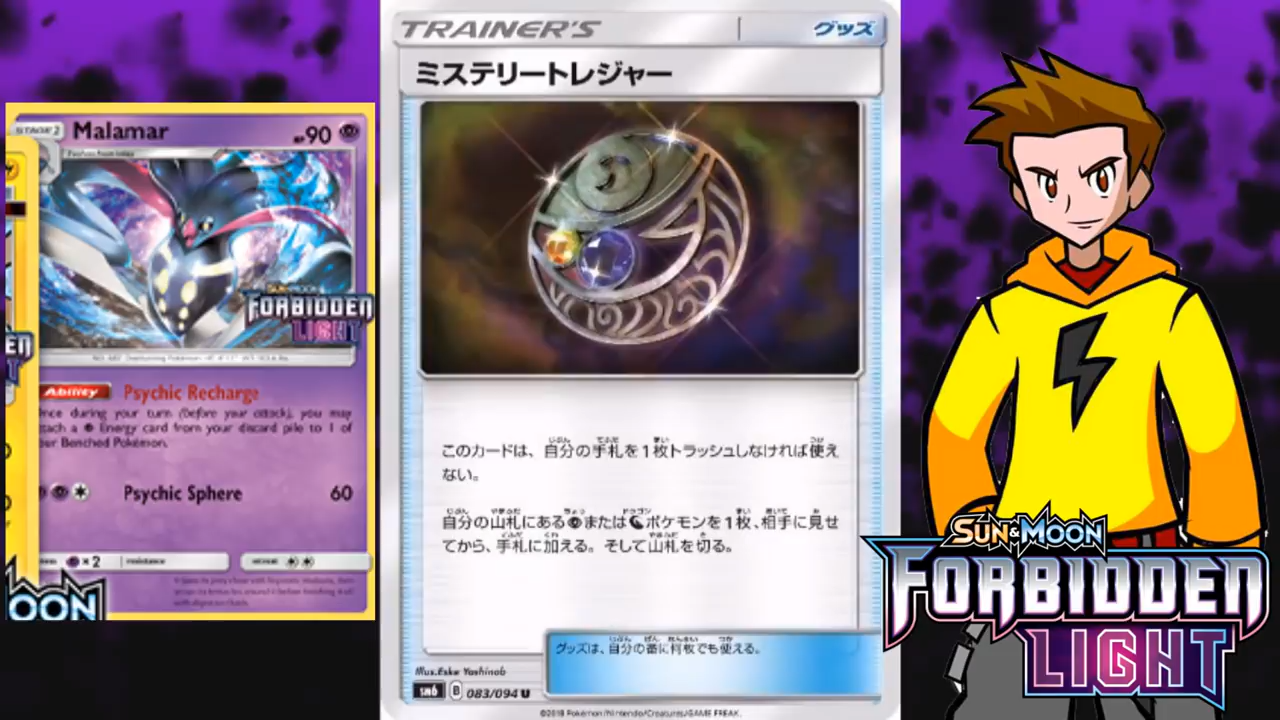 STAGE 1 Malamar HP 90
SUN & MOON
FORBIDDEN
LIGHT
Ability Psychic Recharge
Once during your turn (before your attack), you may
attach a Energy card from your discard pile to 1 of
your Benched Pokémon.
Psychic Sphere 60
×2 resistance retreat
OON
TRAINER'S グッズ
ミステリートレジャー
このカードは、自分の手札を1枚トラッシュしなければ使え
ない。
自分の山札にあるまたはポケモンを1枚、相手に見せ
てから、手札に加える。そして山札を切る。
グッズは、自分の番に何枚でも使える。
Illus.Eske Yoshinob
sm6 B 083/094 U
©2018 Pokémon/Nintendo/Creatures/GAME FREAK.
SUN & MOON
FORBIDDEN
LIGHT